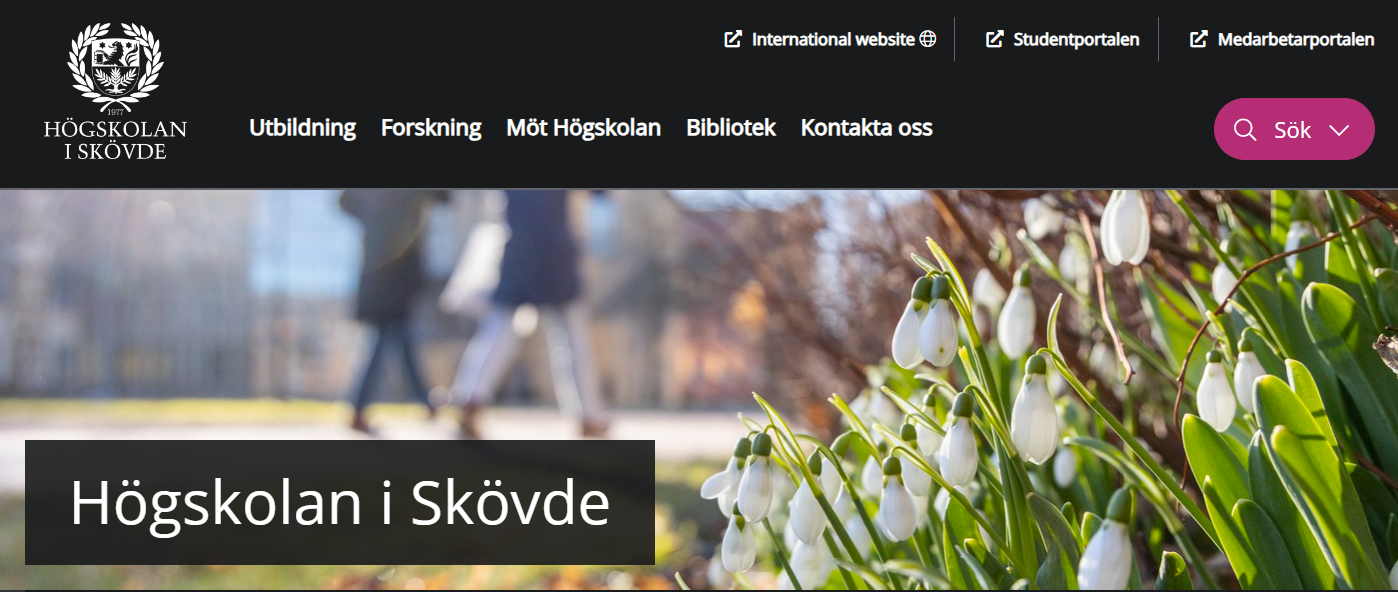 International website
Studentportalen
Medarbetarportalen
1977
HÖGSKOLAN
I SKÖVDE
Utbildning
Forskning
Möt Högskolan
Bibliotek
Kontakta oss
Sök
Högskolan i Skövde